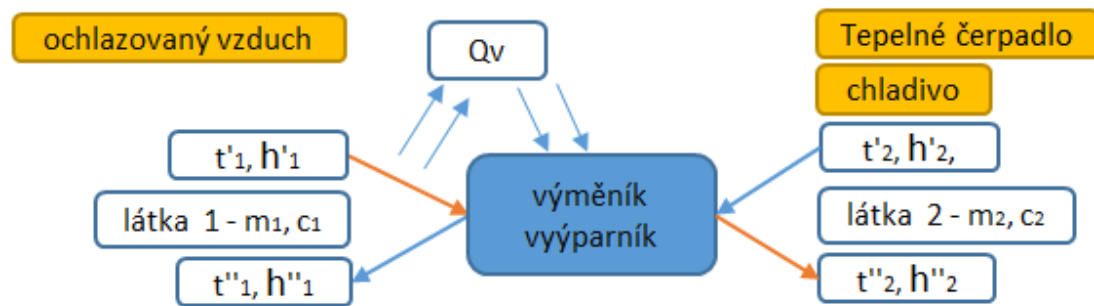 ochlazovaný vzduch
Qv
Tepelné čerpadlo
chladivo
t'1, h'1
t'2, h'2,
látka 1 - m1, c1
výměník
vyýparník
látka 2 - m2, c2
t"1, h"1
t"2, h"2